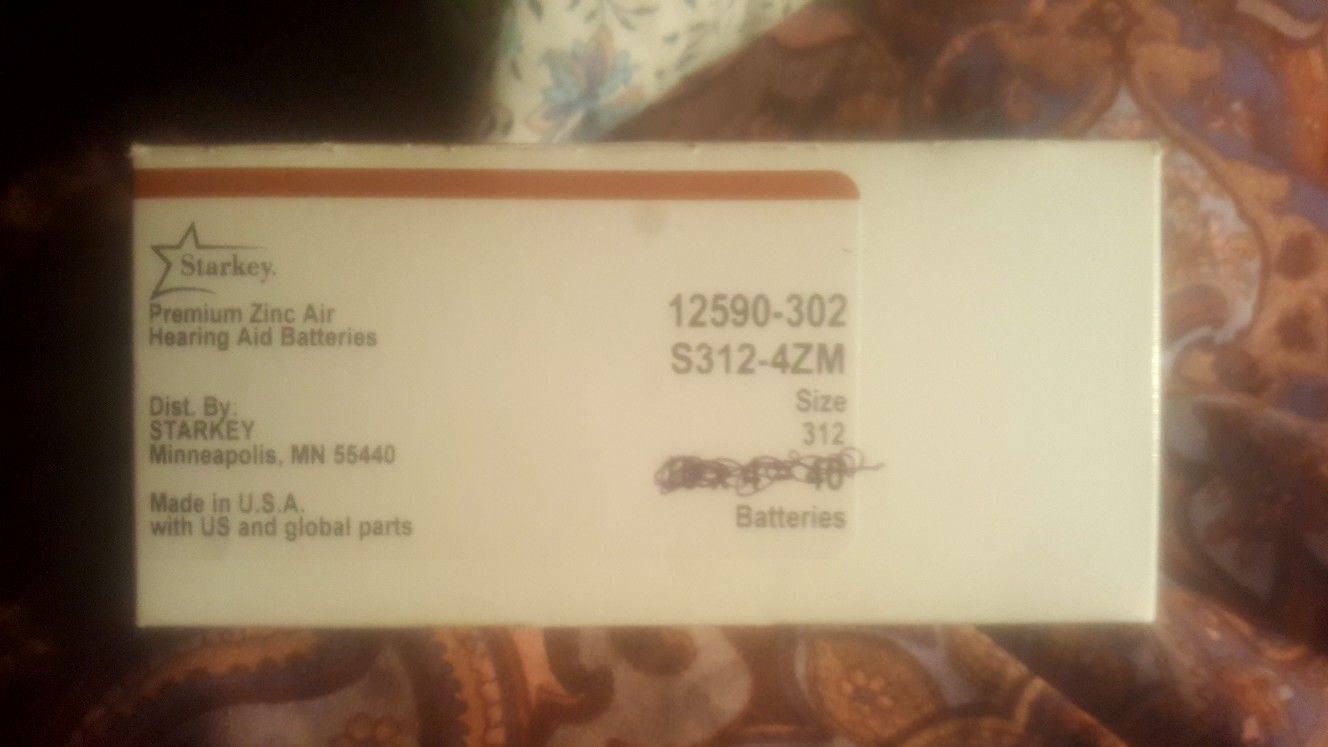 Starkey.
Premium Zinc Air
Hearing Aid Batteries
Dist. By:
STARKEY
Minneapolis, MN 55440
Made in U.S.A.
with US and global parts
12590-302
S312-4ZM
Size
312
40
Batteries